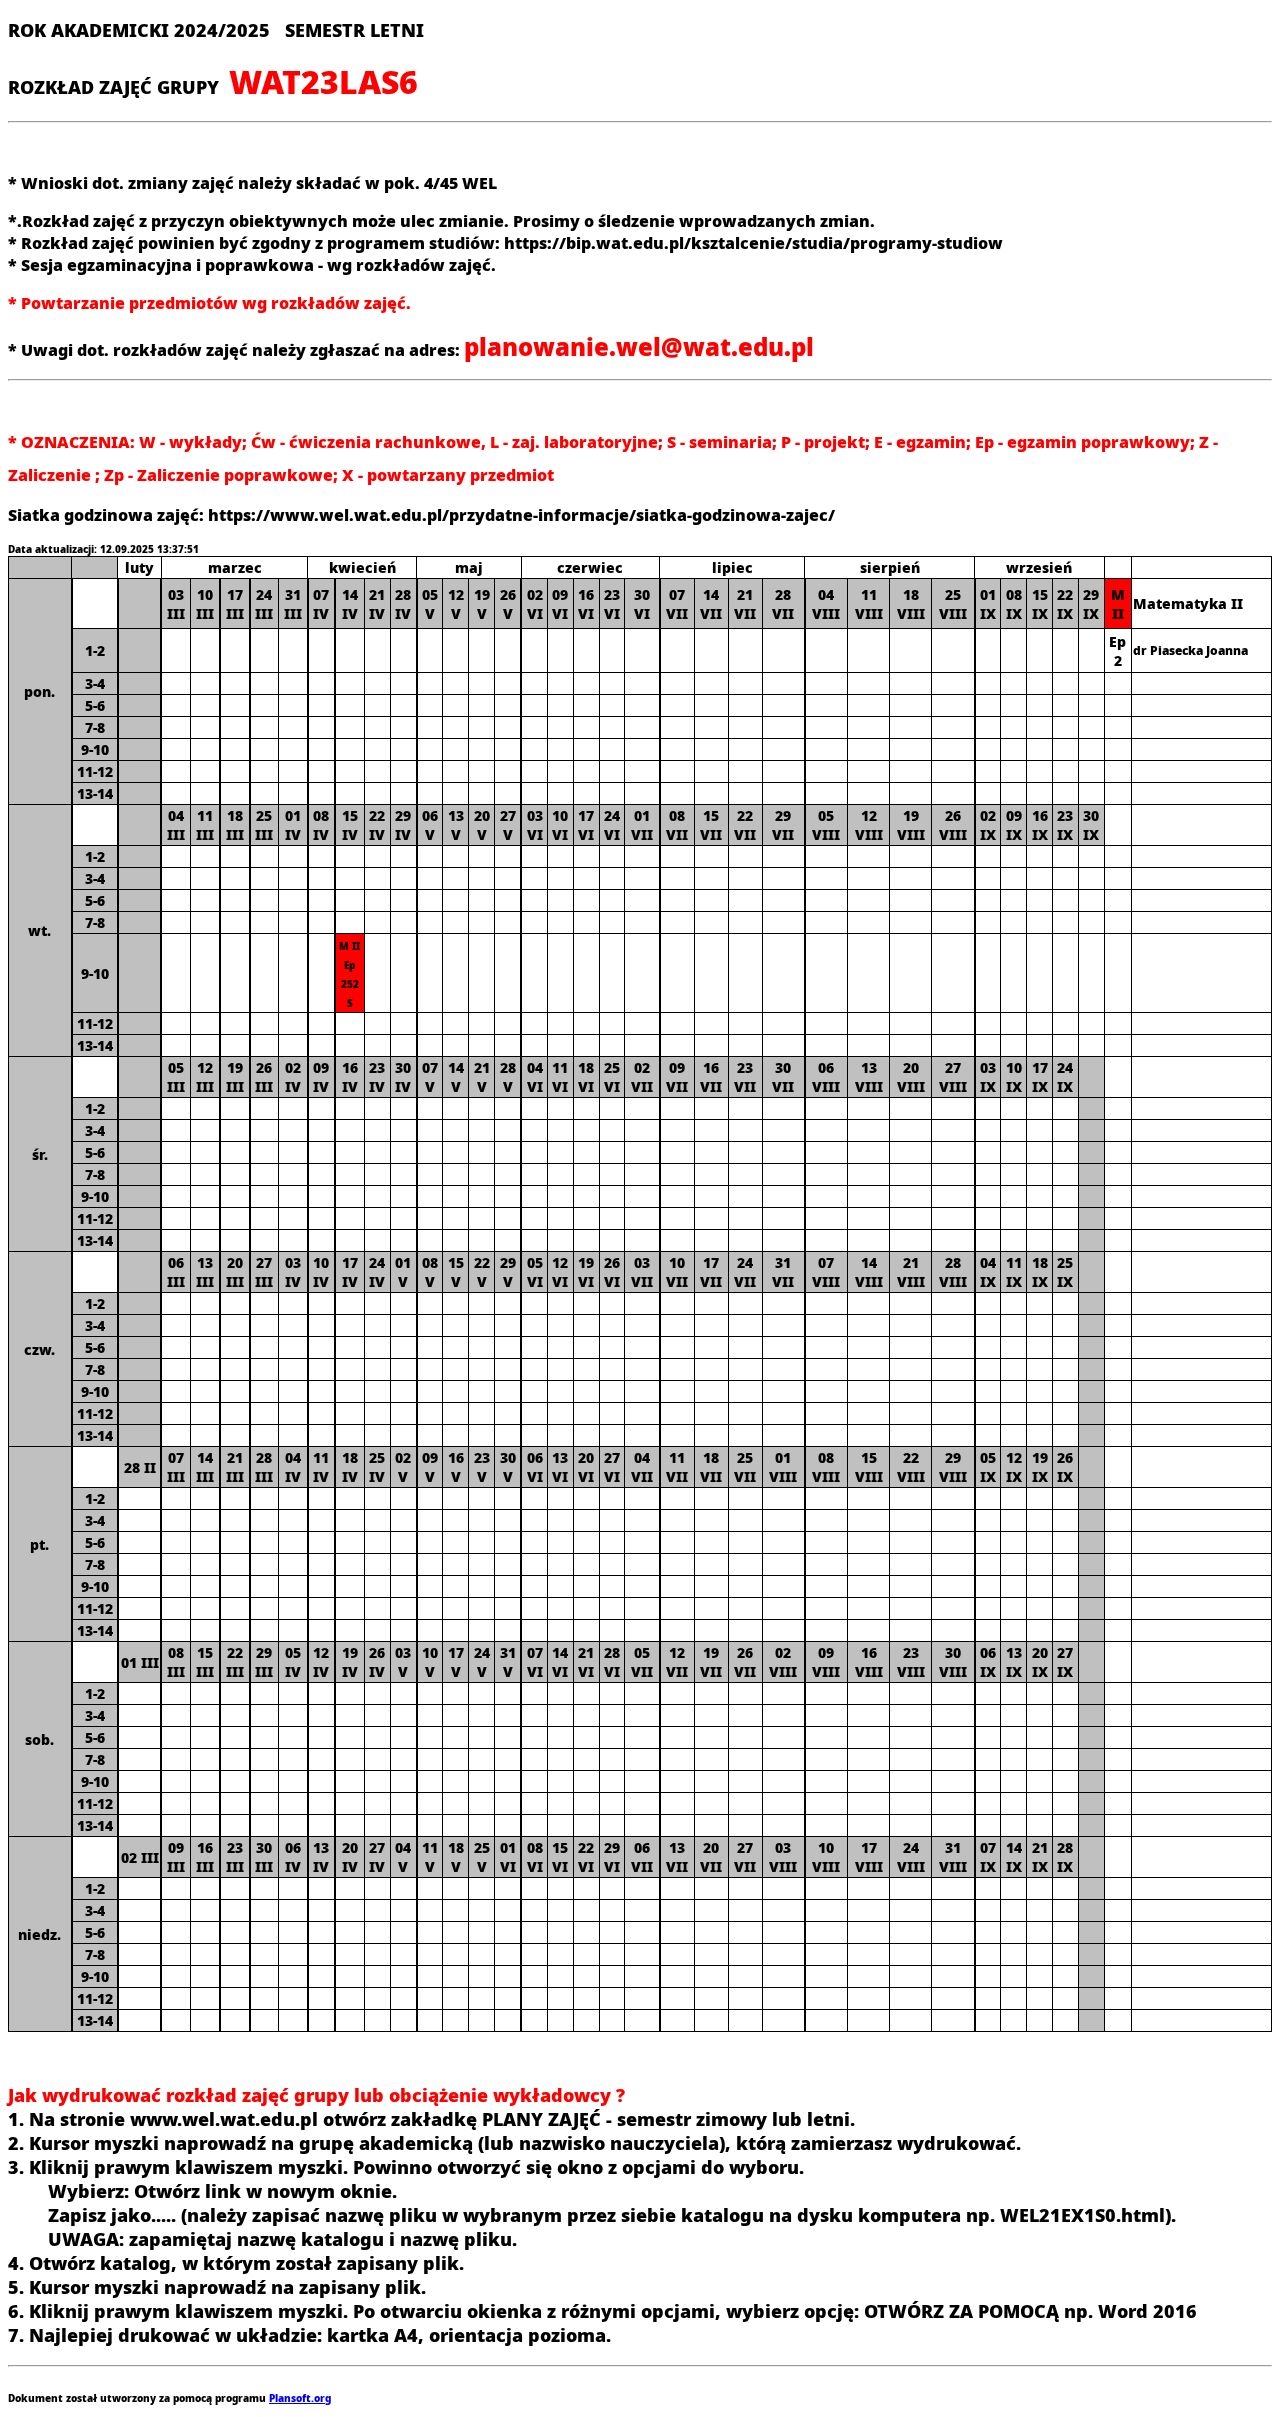 ROK AKADEMICKI 2024/2025 SEMESTR LETNI
ROZKŁAD ZAJĘĆ GRUPY WAT23LAS6
* Wnioski dot. zmiany zajęć należy składać w pok. 4/45 WEL
*.Rozkład zajęć z przyczyn obiektywnych może ulec zmianie. Prosimy o śledzenie wprowadzanych zmian.
* Rozkład zajęć powinien być zgodny z programem studiów: https://bip.wat.edu.pl/ksztalcenie/studia/programy-studiow
* Sesja egzaminacyjna i poprawkowa - wg rozkładów zajęć.
* Powtarzanie przedmiotów wg rozkładów zajęć.
* Uwagi dot. rozkładów zajęć należy zgłaszać na adres: planowanie.wel@wat.edu.pl
* OZNACZENIA: W - wykłady; Ćw - ćwiczenia rachunkowe, L - zaj. laboratoryjne; S - seminaria; P - projekt; E - egzamin; Ep - egzamin poprawkowy; Z -
Zaliczenie ; Zp - Zaliczenie poprawkowe; X - powtarzany przedmiot
Siatka godzinowa zajęć: https://www.wel.wat.edu.pl/przydatne-informacje/siatka-godzinowa-zajec/
Data aktualizacji: 12.09.2025 13:37:51
luty marzec kwiecień maj czerwiec lipiec sierpień wrzesień
pon.
03 10 17 24 31 07 14 21 28 05 12 19 26 02 09 16 23 30 07 14 21 28 04 11 18 25 01 08 15 22 29 M
III III III III III IV IV IV IV V V V V VI VI VI VI VI VII VII VII VII VIII VIII VIII VIII IX IX IX IX IX II
Matematyka II
1-2 Ep 2 dr Piasecka Joanna
3-4
5-6
7-8
9-10
11-12
13-14
wt.
04 11 18 25 01 08 15 22 29 06 13 20 27 03 10 17 24 01 08 15 22 29 05 12 19 26 02 09 16 23 30
III III III III IV IV IV IV IV V V V V VI VI VI VI VII VII VII VII VII VIII VIII VIII VIII IX IX IX IX IX
1-2
3-4
5-6
7-8
9-10
M II
Ep
252
S
11-12
13-14
śr.
05 12 19 26 02 09 16 23 30 07 14 21 28 04 11 18 25 02 09 16 23 30 06 13 20 27 03 10 17 24
III III III III IV IV IV IV IV V V V V VI VI VI VI VII VII VII VII VII VIII VIII VIII VIII IX IX IX IX
1-2
3-4
5-6
7-8
9-10
11-12
13-14
czw.
06 13 20 27 03 10 17 24 01 08 15 22 29 05 12 19 26 03 10 17 24 31 07 14 21 28 04 11 18 25
III III III III IV IV IV IV V V V V V VI VI VI VI VII VII VII VII VII VIII VIII VIII VIII IX IX IX IX
1-2
3-4
5-6
7-8
9-10
11-12
13-14
pt.
28 II
07 14 21 28 04 11 18 25 02 09 16 23 30 06 13 20 27 04 11 18 25 01 08 15 22 29 05 12 19 26
III III III III IV IV IV IV V V V V V VI VI VI VI VII VII VII VII VIII VIII VIII VIII VIII IX IX IX IX
1-2
3-4
5-6
7-8
9-10
11-12
13-14
sob.
01 III
08 15 22 29 05 12 19 26 03 10 17 24 31 07 14 21 28 05 12 19 26 02 09 16 23 30 06 13 20 27
III III III III IV IV IV IV V V V V V VI VI VI VI VII VII VII VII VIII VIII VIII VIII VIII IX IX IX IX
1-2
3-4
5-6
7-8
9-10
11-12
13-14
niedz.
02 III
09 16 23 30 06 13 20 27 04 11 18 25 01 08 15 22 29 06 13 20 27 03 10 17 24 31 07 14 21 28
III III III III IV IV IV IV V V V V VI VI VI VI VI VII VII VII VII VIII VIII VIII VIII VIII IX IX IX IX
1-2
3-4
5-6
7-8
9-10
11-12
13-14
Jak wydrukować rozkład zajęć grupy lub obciążenie wykładowcy ?
1. Na stronie www.wel.wat.edu.pl otwórz zakładkę PLANY ZAJĘĆ - semestr zimowy lub letni.
2. Kursor myszki naprowadź na grupę akademicką (lub nazwisko nauczyciela), którą zamierzasz wydrukować.
3. Kliknij prawym klawiszem myszki. Powinno otworzyć się okno z opcjami do wyboru.
Wybierz: Otwórz link w nowym oknie.
Zapisz jako..... (należy zapisać nazwę pliku w wybranym przez siebie katalogu na dysku komputera np. WEL21EX1S0.html).
UWAGA: zapamiętaj nazwę katalogu i nazwę pliku.
4. Otwórz katalog, w którym został zapisany plik.
5. Kursor myszki naprowadź na zapisany plik.
6. Kliknij prawym klawiszem myszki. Po otwarciu okienka z różnymi opcjami, wybierz opcję: OTWÓRZ ZA POMOCĄ np. Word 2016
7. Najlepiej drukować w układzie: kartka A4, orientacja pozioma.
Dokument został utworzony za pomocą programu Plansoft.org